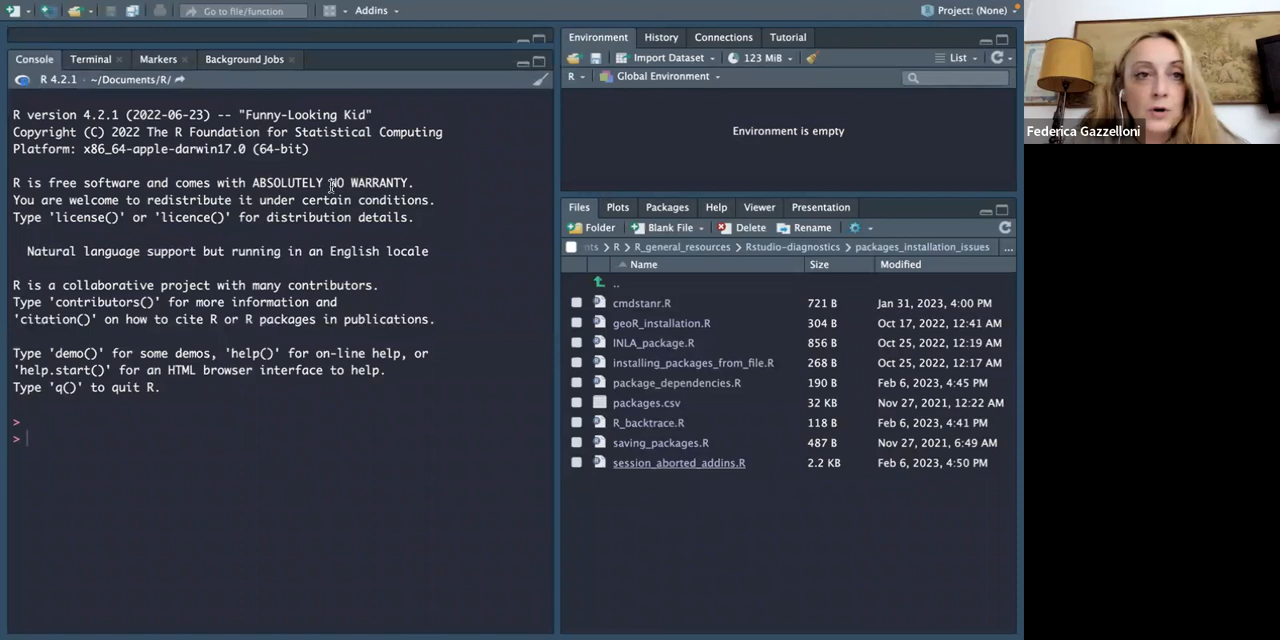 Go to file/function
Addins
Project: (None)
Console
Terminal
Markers
Background Jobs
R 4.2.1 · ~/Documents/R/
R version 4.2.1 (2022-06-23) -- "Funny-Looking Kid"
Copyright (C) 2022 The R Foundation for Statistical Computing
Platform: x86_64-apple-darwin17.0 (64-bit)
R is free software and comes with ABSOLUTELY NO WARRANTY.
You are welcome to redistribute it under certain conditions.
Type 'license()' or 'licence()' for distribution details.
Natural language support but running in an English locale
R is a collaborative project with many contributors.
Type 'contributors()' for more information and
'citation()' on how to cite R or R packages in publications.
Type 'demo()' for some demos, 'help()' for on-line help, or
'help.start()' for an HTML browser interface to help.
Type 'q()' to quit R.
>
>
Environment
History
Connections
Tutorial
Import Dataset
123 MiB
List
R
Global Environment
Environment is empty
Files
Plots
Packages
Help
Viewer
Presentation
Folder
Blank File
Delete
Rename
nts > R > R_general_resources > Rstudio-diagnostics > packages_installation_issues ...
Name Size Modified
..
cmdstanr.R 721 B Jan 31, 2023, 4:00 PM
geoR_installation.R 304 B Oct 17, 2022, 12:41 AM
INLA_package.R 856 B Oct 25, 2022, 12:19 AM
installing_packages_from_file.R 268 B Oct 25, 2022, 12:17 AM
package_dependencies.R 190 B Feb 6, 2023, 4:45 PM
packages.csv 32 KB Nov 27, 2021, 12:22 AM
R_backtrace.R 118 B Feb 6, 2023, 4:41 PM
saving_packages.R 487 B Nov 27, 2021, 6:49 AM
session_aborted_addins.R 2.2 KB Feb 6, 2023, 4:50 PM
Federica Gazzelloni